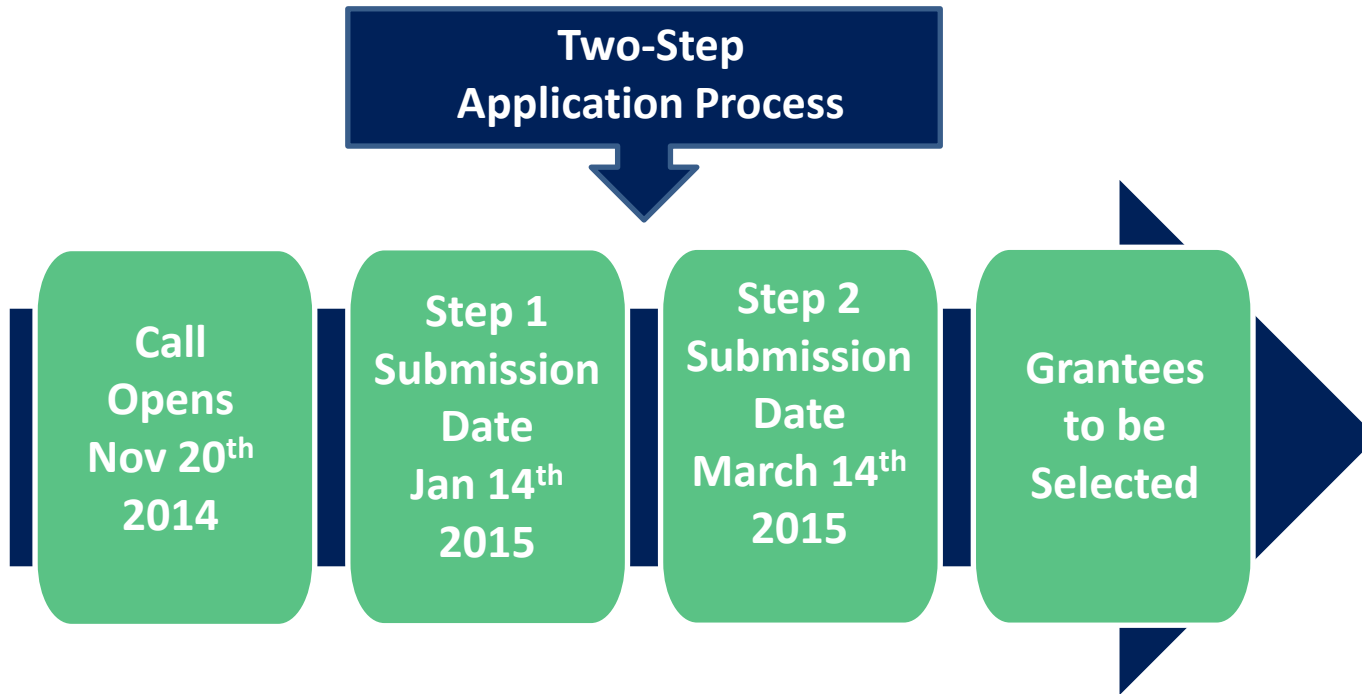 Two-Step
Application Process
Call
Opens
Nov 20th
2014
Step 1
Submission
Date
Jan 14th
2015
Step 2
Submission
Date
March 14th
2015
Grantees
to be
Selected